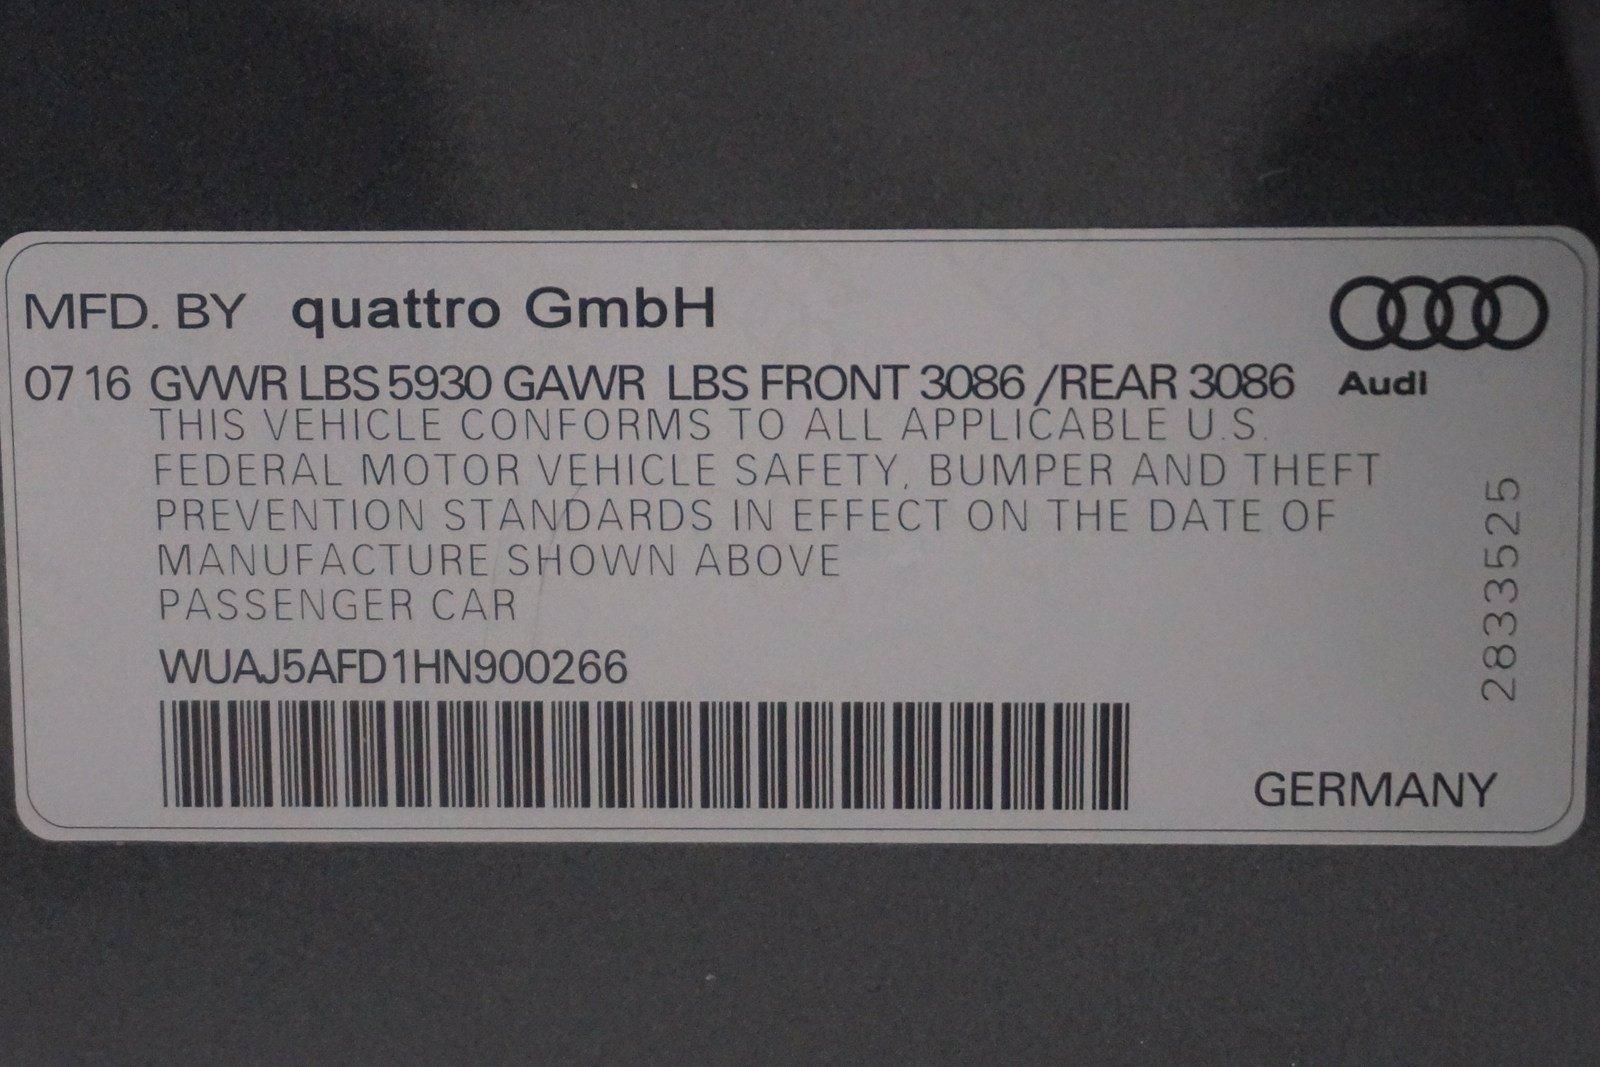 MFD. BY quattro GmbH
07 16 GVWR LBS 5930 GAWR LBS FRONT 3086 /REAR 3086
Audi
THIS VEHICLE CONFORMS TO ALL APPLICABLE U.S.
FEDERAL MOTOR VEHICLE SAFETY, BUMPER AND THEFT
PREVENTION STANDARDS IN EFFECT ON THE DATE OF
MANUFACTURE SHOWN ABOVE
PASSENGER CAR
WUAJ5AFD1HN900266
2833525
GERMANY